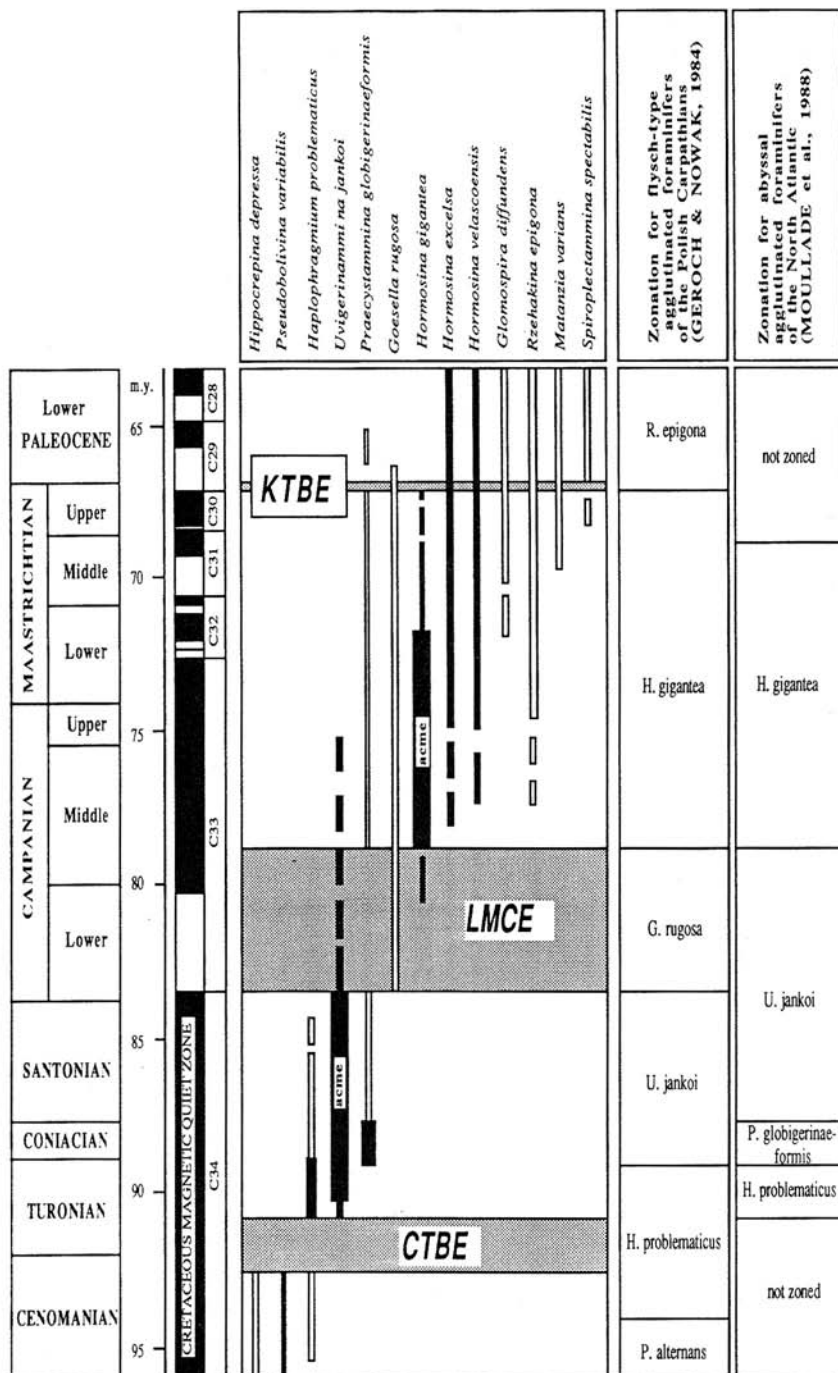 Hippocrepina depressa
Pseudobolivina variabilis
Haplophragmium problematicus
Uvigerinammi na jankoi
Praecystammina globigerinaeformis
Goesella rugosa
Hormosina gigantea
Hormosina excelsa
Hormosina velascoensis
Glomospira diffundens
Rzehakina epigona
Matanzia varians
Spiroplectammina spectabilis
Zonation for flysch-type
agglutinated foraminifers
of the Polish Carpathians
(GEROCH & NOWAK, 1984)
Zonation for abyssal
agglutinated foraminifers
of the North Atlantic
(MOULLADE et al., 1988)
m.y.
Lower
PALEOCENE
MAASTRICHTIAN
Upper
Middle
Lower
CAMPANIAN
Upper
Middle
Lower
SANTONIAN
CONIACIAN
TURONIAN
CENOMANIAN
65
70
75
80
85
90
95
CRETACEOUS MAGNETIC QUIET ZONE
C28
C29
C30
C31
C32
C33
C34
KTBE
acme
LMCE
acme
CTBE
R. epigona
H. gigantea
G. rugosa
U. jankoi
H. problematicus
P. alternans
not zoned
H. gigantea
U. jankoi
P. globigerinae-
formis
H. problematicus
not zoned